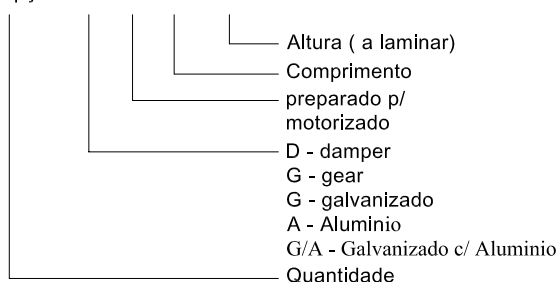 Altura ( a laminar)
Comprimento
preparado p/
motorizado
D - damper
G - gear
G - galvanizado
A - Aluminio
G/A - Galvanizado c/ Aluminio
Quantidade